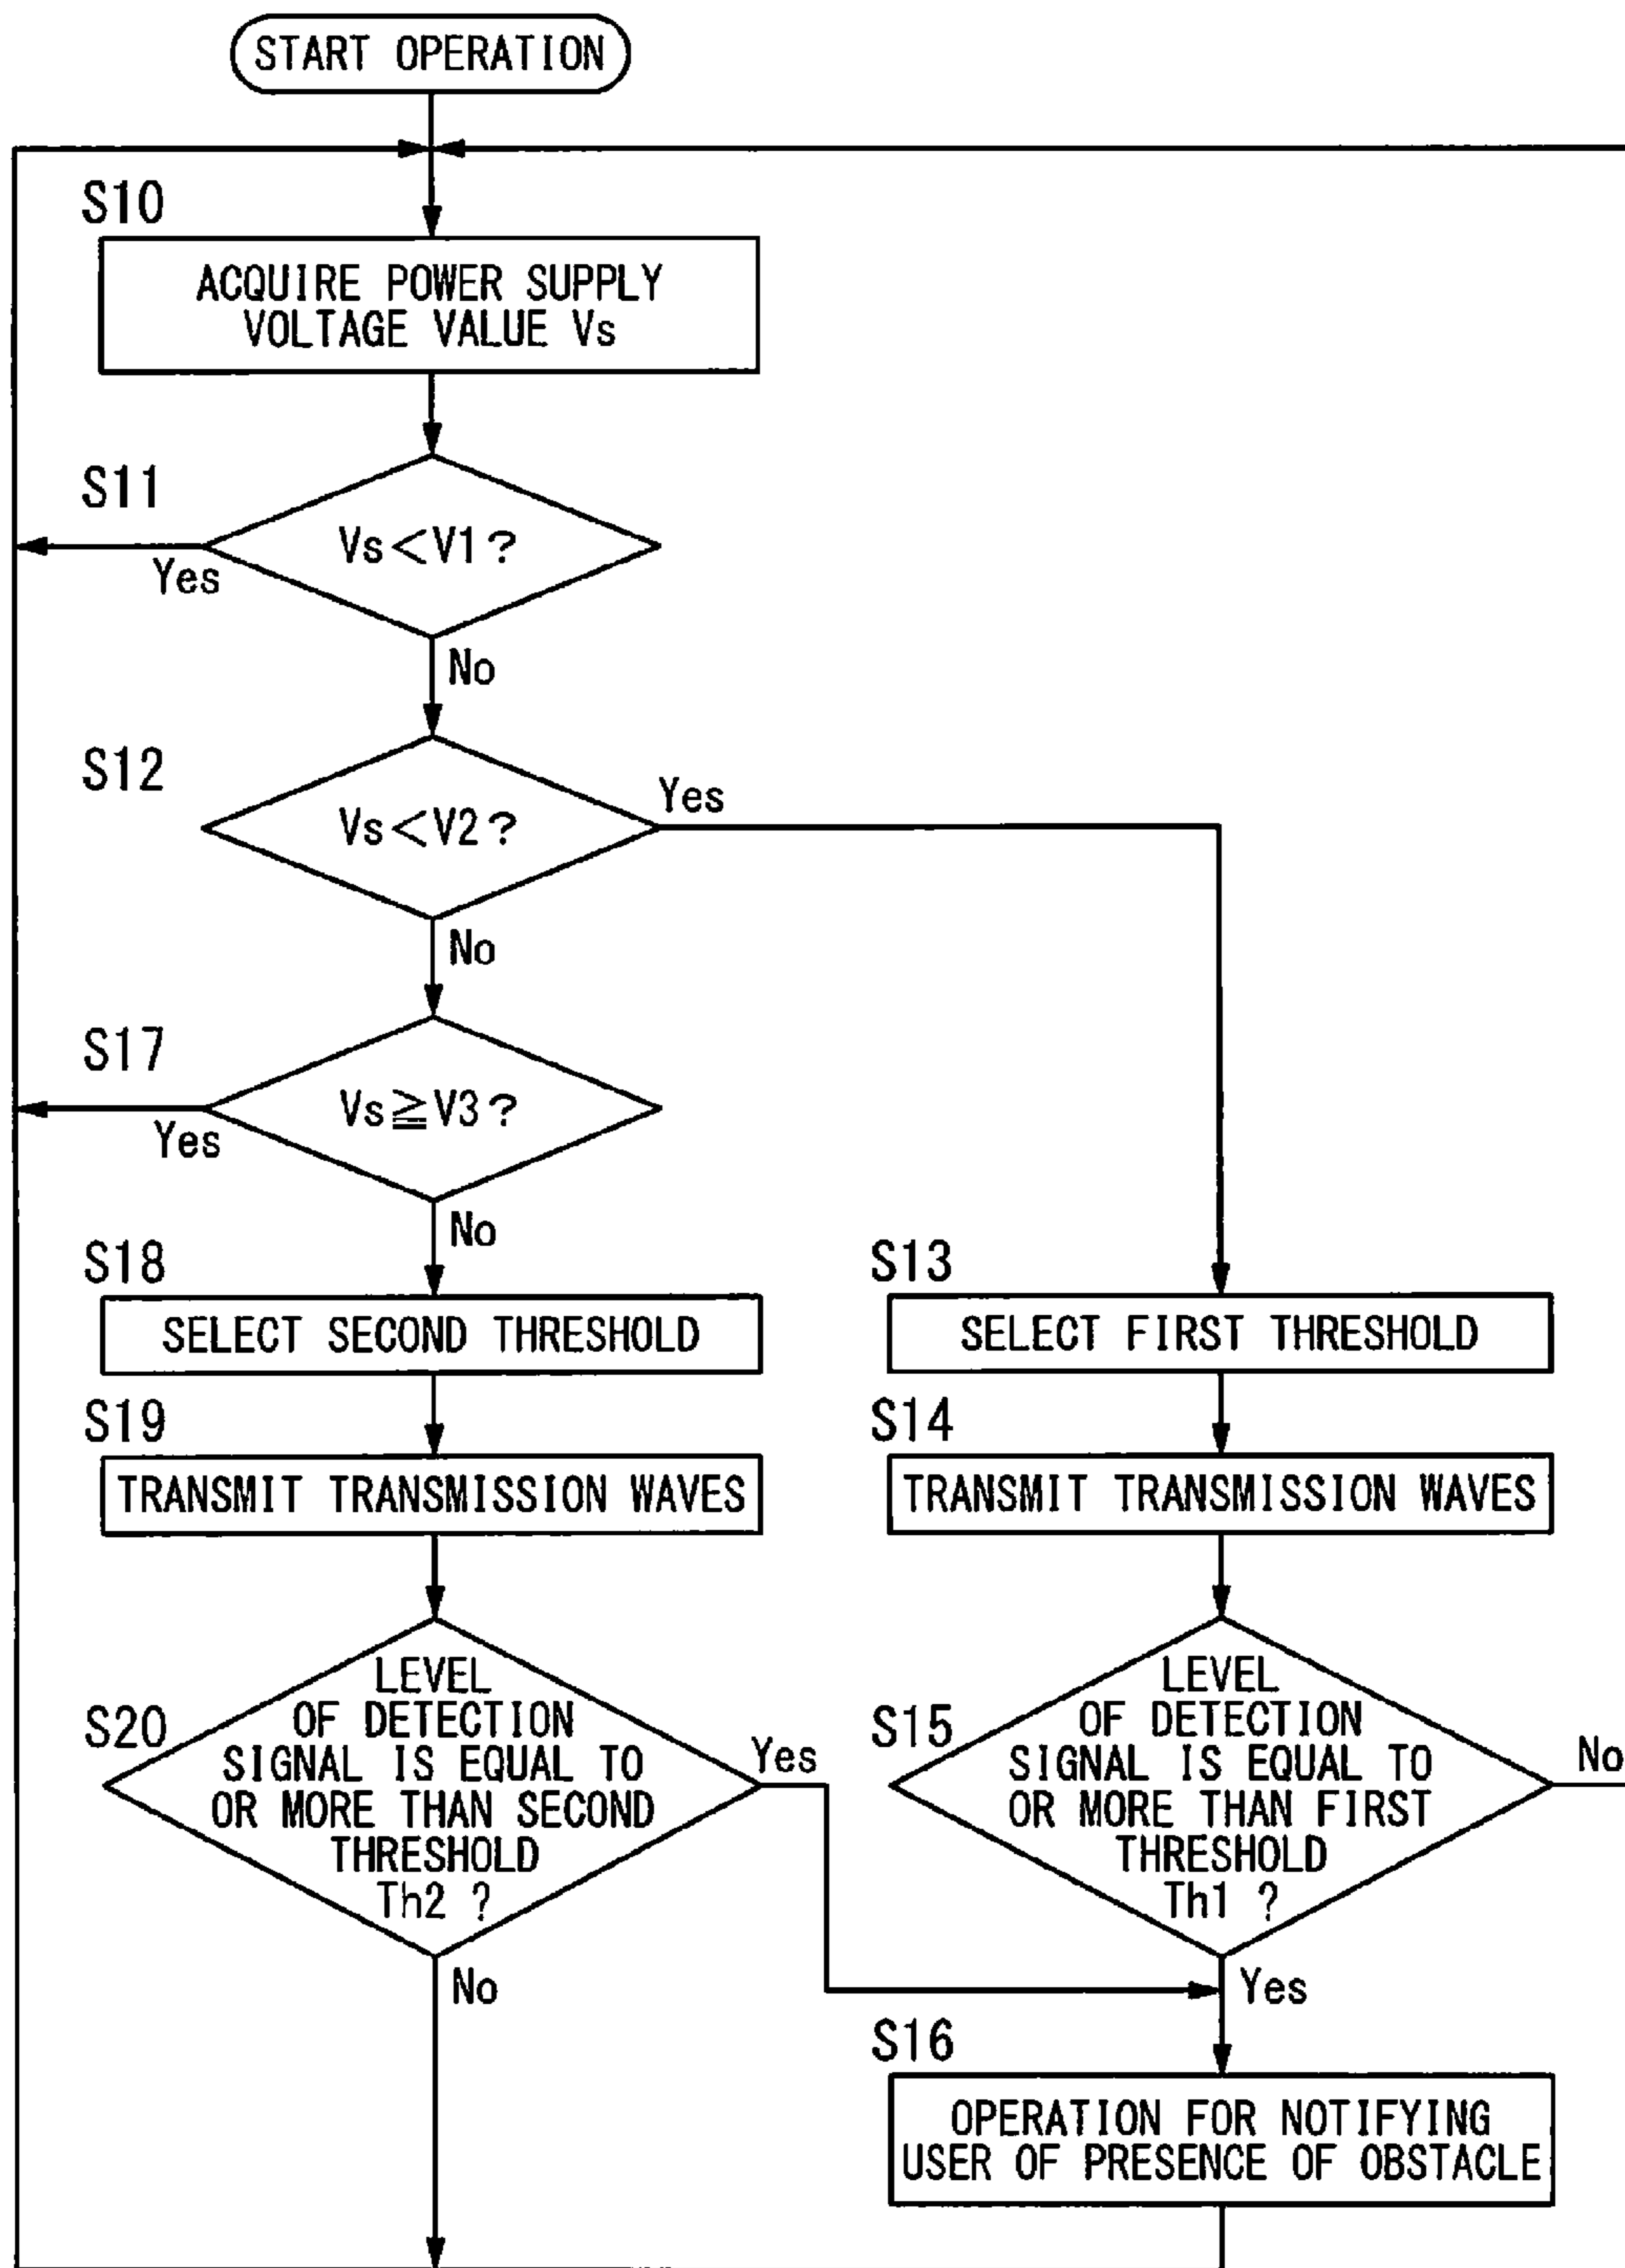 START OPERATION
S10
ACQUIRE POWER SUPPLY
VOLTAGE VALUE Vs
S11
Vs<V1?
Yes
No
S12
Vs<V2?
Yes
No
S17
Vs≧V3?
Yes
No
S18
SELECT SECOND THRESHOLD
S19
TRANSMIT TRANSMISSION WAVES
S20
LEVEL
OF DETECTION
SIGNAL IS EQUAL TO
OR MORE THAN SECOND
THRESHOLD
Th2 ?
Yes
No
S13
SELECT FIRST THRESHOLD
S14
TRANSMIT TRANSMISSION WAVES
S15
LEVEL
OF DETECTION
SIGNAL IS EQUAL TO
OR MORE THAN FIRST
THRESHOLD
Th1 ?
No
Yes
S16
OPERATION FOR NOTIFYING
USER OF PRESENCE OF OBSTACLE